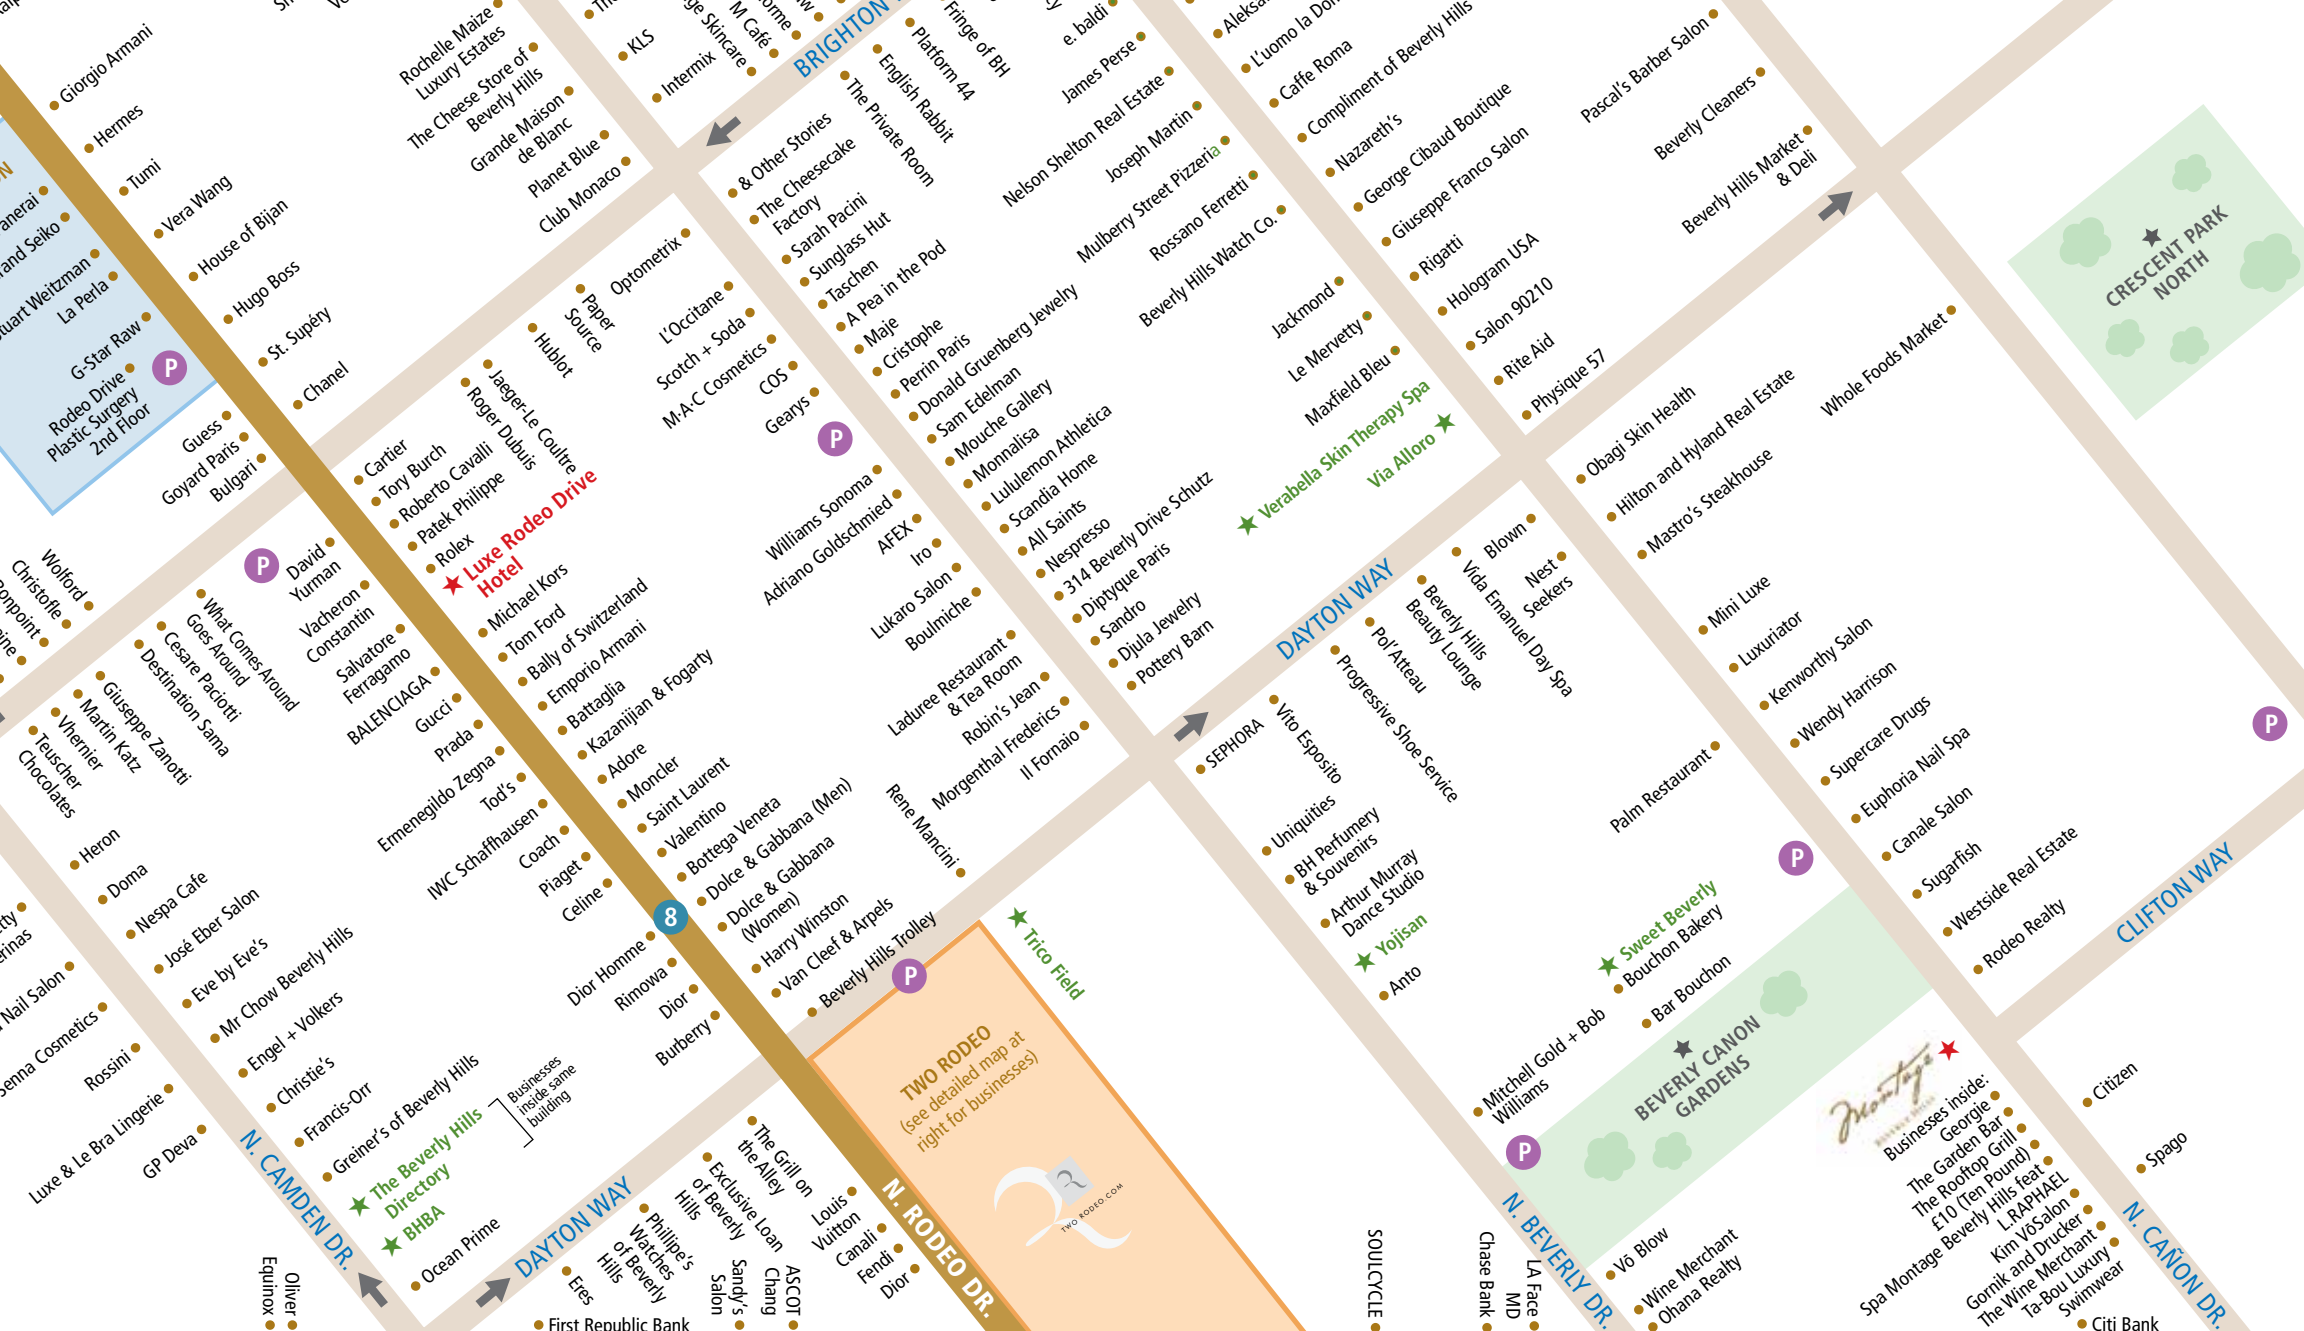 Giorgio Armani
Hermes
Tumi
Vera Wang
House of Bijan
Hugo Boss
St. Supéry
Chanel
Stuart Weitzman
La Perla
G-Star Raw
Rodeo Drive
Plastic Surgery
2nd Floor
P
Guess
Goyard Paris
Bulgari
Rochelle Maize
Luxury Estates
The Cheese Store of
Beverly Hills
Grande Maison
de Blanc
Planet Blue
Club Monaco
KLS
Intermix
M Café
BRIGHTON
Platform 44
Fringe of BH
English Rabbit
The Private Room
& Other Stories
The Cheesecake
Factory
Sarah Pacini
Sunglass Hut
Taschen
A Pea in the Pod
Maje
Cristophe
Perrin Paris
Donald Gruenberg Jewelry
Sam Edelman
Mouche Gallery
Monnalisa
Lululemon Athletica
Scandia Home
All Saints
Nespresso
314 Beverly Drive Schutz
Diptyque Paris
Sandro
Djula Jewelry
Pottery Barn
e. baldi
James Perse
Nelson Shelton Real Estate
Joseph Martin
Mulberry Street Pizzeria
Rossano Ferretti
Beverly Hills Watch Co.
Jackmond
Le Mervetty
Maxfield Bleu
Verabella Skin Therapy Spa
Via Alloro
Caffe Roma
Compliment of Beverly Hills
Nazareth's
George Cibaud Boutique
Giuseppe Franco Salon
Rigatti
Hologram USA
Salon 90210
Rite Aid
Physique 57
Pascal's Barber Salon
Beverly Cleaners
Beverly Hills Market
& Deli
CRESCENT PARK
NORTH
Whole Foods Market
Obagi Skin Health
Hilton and Hyland Real Estate
Mastro's Steakhouse
Mini Luxe
Luxuriator
Kenworthy Salon
Wendy Harrison
Supercare Drugs
Euphoria Nail Spa
Canale Salon
Sugarfish
Westside Real Estate
Rodeo Realty
CLIFTON WAY
P
Optometrix
Paper
Source
Hublot
Jaeger-Le Coultre
Roger Dubuis
L'Occitane
Scotch + Soda
M·A·C Cosmetics
COS
Gearys
P
Williams Sonoma
Adriano Goldschmied
AFEX
Iro
Lukaro Salon
Boulmiche
Laduree Restaurant
& Tea Room
Robin's Jean
Morgenthal Frederics
Il Fornaio
Rene Mancini
Cartier
Tory Burch
Roberto Cavalli
Patek Philippe
Rolex
Luxe Rodeo Drive
Hotel
Michael Kors
Tom Ford
Bally of Switzerland
Emporio Armani
Battaglia
Kazanijian & Fogarty
Adore
Moncler
Saint Laurent
Valentino
Bottega Veneta
Dolce & Gabbana (Men)
Dolce & Gabbana
(Women)
Harry Winston
Van Cleef & Arpels
Beverly Hills Trolley
P
P
David
Yurman
Vacheron
Constantin
Salvatore
Ferragamo
BALENCIAGA
Gucci
Prada
Ermenegildo Zegna
Tod's
IWC Schaffhausen
Coach
Piaget
Celine
8
Dior Homme
Rimowa
Dior
Burberry
Wolford
Christofle
What Comes Around
Goes Around
Cesare Paciotti
Destination Sama
Giuseppe Zanotti
Martin Katz
Vhernier
Teuscher
Chocolates
Heron
Doma
Nespa Cafe
José Eber Salon
Eve by Eve's
Mr Chow Beverly Hills
Engel + Volkers
Christie's
Francis-Orr
Greiner's of Beverly Hills
The Beverly Hills
Directory
BHBA
Businesses
inside same
building
Ocean Prime
Nail Salon
Rossini
Luxe & Le Bra Lingerie
GP Deva
N. CAMDEN DR.
Equinox
Oliver
DAYTON WAY
Eres
Philippe's
Watches
of Beverly
Hills
Exclusive Loan
of Beverly
Hills
The Grill on
the Alley
First Republic Bank
Sandy's
Salon
Chang
ASCOT
Louis
Vuitton
Canali
Fendi
Dior
N. RODEO DR.
TWO RODEO
(see detailed map at
right for businesses)
TWO RODEO.COM
Trico Field
DAYTON WAY
SEPHORA
Vito Esposito
Progressive Shoe Service
Pol'Atteau
Beverly Hills
Beauty Lounge
Vida Emanuel Day Spa
Blown
Nest
Seekers
Uniquities
BH Perfumery
& Souvenirs
Arthur Murray
Dance Studio
Yojisan
Anto
Palm Restaurant
P
Sweet Beverly
Bouchon Bakery
Bar Bouchon
Mitchell Gold + Bob
Williams
BEVERLY CANON
GARDENS
P
N. BEVERLY DR.
SOULCYCLE
Chase Bank
LA Face
MD
Vō Blow
Wine Merchant
Ohana Realty
Montage
Businesses inside:
Georgie
The Garden Bar
The Rooftop Grill
£10 (Ten Pound)
Spa Montage Beverly Hills feat
L.RAPHAEL
Kim VōSalon
Gornik and Drucker
The Wine Merchant
Ta-Bou Luxury
Swimwear
Citizen
Spago
N. CAÑON DR.
Citi Bank